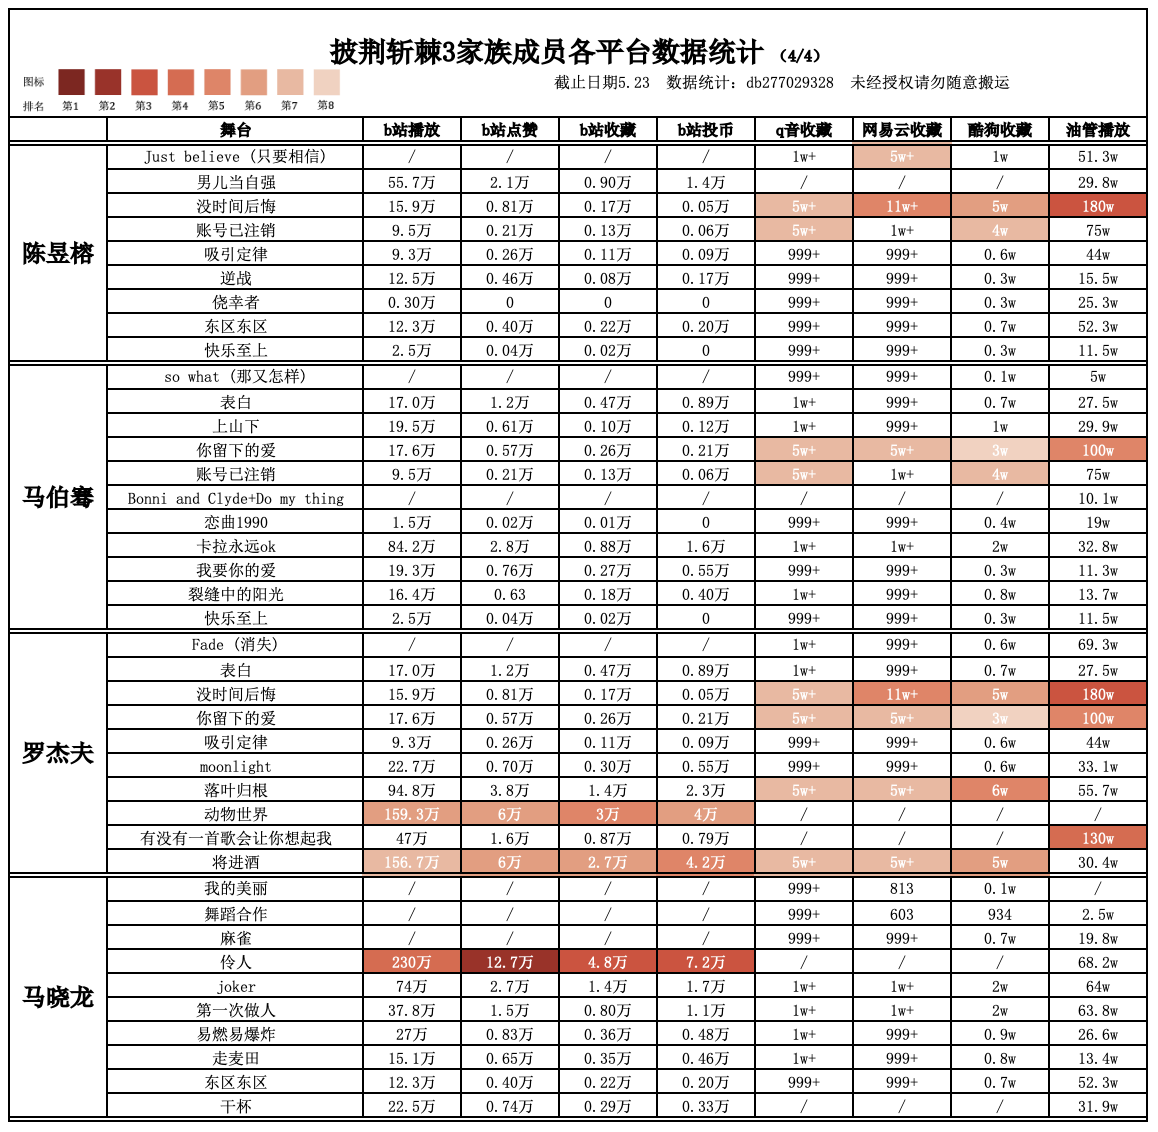 披荆斩棘3家族成员各平台数据统计 （4/4）
图标 截止日期5.23 数据统计：db277029328 未经授权请勿随意搬运
排名 第1 第2 第3 第4 第5 第6 第7 第8
舞台 b站播放 b站点赞 b站收藏 b站投币 q音收藏 网易云收藏 酷狗收藏 油管播放
陈昱榕
Just believe (只要相信) / / / / 1w+ 5w+ 1w 51.3w
男儿当自强 55.7万 2.1万 0.90万 1.4万 / / / 29.8w
没时间后悔 15.9万 0.81万 0.17万 0.05万 5w+ 11w+ 5w 180w
账号已注销 9.5万 0.21万 0.13万 0.06万 5w+ 1w+ 4w 75w
吸引定律 9.3万 0.26万 0.11万 0.09万 999+ 999+ 0.6w 44w
逆战 12.5万 0.46万 0.08万 0.17万 999+ 999+ 0.3w 15.5w
侥幸者 0.30万 0 0 0 999+ 999+ 0.3w 25.3w
东区东区 12.3万 0.40万 0.22万 0.20万 999+ 999+ 0.7w 52.3w
快乐至上 2.5万 0.04万 0.02万 0 999+ 999+ 0.3w 11.5w
马伯骞
so what (那又怎样) / / / / 999+ 999+ 0.1w 5w
表白 17.0万 1.2万 0.47万 0.89万 1w+ 999+ 0.7w 27.5w
上山下 19.5万 0.61万 0.10万 0.12万 1w+ 999+ 1w 29.9w
你留下的爱 17.6万 0.57万 0.26万 0.21万 5w+ 5w+ 3w 100w
账号已注销 9.5万 0.21万 0.13万 0.06万 5w+ 1w+ 4w 75w
Bonni and Clyde+Do my thing / / / / / / / 10.1w
恋曲1990 1.5万 0.02万 0.01万 0 999+ 999+ 0.4w 19w
卡拉永远ok 84.2万 2.8万 0.88万 1.6万 1w+ 1w+ 2w 32.8w
我要你的爱 19.3万 0.76万 0.27万 0.55万 999+ 999+ 0.3w 11.3w
裂缝中的阳光 16.4万 0.63 0.18万 0.40万 1w+ 999+ 0.8w 13.7w
快乐至上 2.5万 0.04万 0.02万 0 999+ 999+ 0.3w 11.5w
罗杰夫
Fade (消失) / / / / 1w+ 999+ 0.6w 69.3w
表白 17.0万 1.2万 0.47万 0.89万 1w+ 999+ 0.7w 27.5w
没时间后悔 15.9万 0.81万 0.17万 0.05万 5w+ 11w+ 5w 180w
你留下的爱 17.6万 0.57万 0.26万 0.21万 5w+ 5w+ 3w 100w
吸引定律 9.3万 0.26万 0.11万 0.09万 999+ 999+ 0.6w 44w
moonlight 22.7万 0.70万 0.30万 0.55万 999+ 999+ 0.6w 33.1w
落叶归根 94.8万 3.8万 1.4万 2.3万 5w+ 5w+ 6w 55.7w
动物世界 159.3万 6万 3万 4万 / / / /
有没有一首歌会让你想起我 47万 1.6万 0.87万 0.79万 / / / 130w
将进酒 156.7万 6万 2.7万 4.2万 5w+ 5w+ 5w 30.4w
马晓龙
我的美丽 / / / / 999+ 813 0.1w /
舞蹈合作 / / / / 999+ 603 934 2.5w
麻雀 / / / / 999+ 999+ 0.7w 19.8w
伶人 230万 12.7万 4.8万 7.2万 / / / 68.2w
joker 74万 2.7万 1.4万 1.7万 1w+ 1w+ 2w 64w
第一次做人 37.8万 1.5万 0.80万 1.1万 1w+ 1w+ 2w 63.8w
易燃易爆炸 27万 0.83万 0.36万 0.48万 1w+ 999+ 0.9w 26.6w
走麦田 15.1万 0.65万 0.35万 0.46万 1w+ 999+ 0.8w 13.4w
东区东区 12.3万 0.40万 0.22万 0.20万 999+ 999+ 0.7w 52.3w
干杯 22.5万 0.74万 0.29万 0.33万 / / / 31.9w